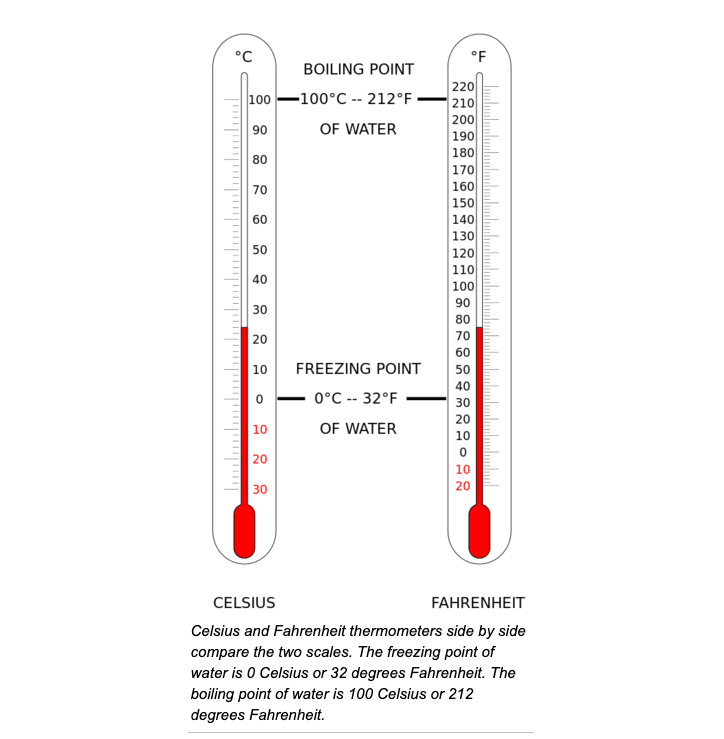 °C
°F
BOILING POINT
100°C -- 212°F
OF WATER
100
90
80
70
60
50
40
30
20
10
0
10
20
30
FREEZING POINT
0°C -- 32°F
OF WATER
220
210
200
190
180
170
160
150
140
130
120
110
100
90
80
70
60
50
40
30
20
10
0
10
20
CELSIUS
FAHRENHEIT
Celsius and Fahrenheit thermometers side by side
compare the two scales. The freezing point of
water is 0 Celsius or 32 degrees Fahrenheit. The
boiling point of water is 100 Celsius or 212
degrees Fahrenheit.